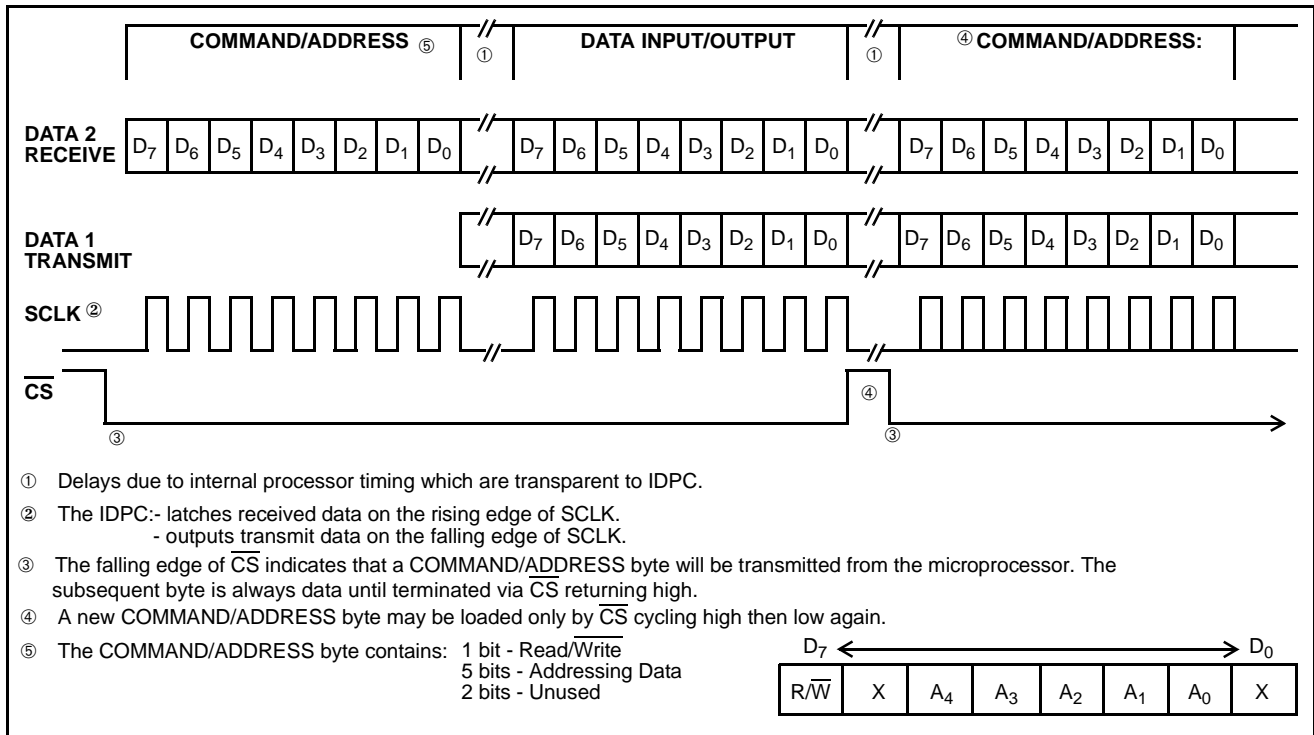 COMMAND/ADDRESS ⑤ ① DATA INPUT/OUTPUT ① ④ COMMAND/ADDRESS:
DATA 2
RECEIVE D7 D6 D5 D4 D3 D2 D1 D0 D7 D6 D5 D4 D3 D2 D1 D0 D7 D6 D5 D4 D3 D2 D1 D0
DATA 1
TRANSMIT D7 D6 D5 D4 D3 D2 D1 D0 D7 D6 D5 D4 D3 D2 D1 D0
SCLK ②
CS ④
③ ③
① Delays due to internal processor timing which are transparent to IDPC.
② The IDPC:- latches received data on the rising edge of SCLK.
- outputs transmit data on the falling edge of SCLK.
③ The falling edge of CS indicates that a COMMAND/ADDRESS byte will be transmitted from the microprocessor. The
subsequent byte is always data until terminated via CS returning high.
④ A new COMMAND/ADDRESS byte may be loaded only by CS cycling high then low again.
⑤ The COMMAND/ADDRESS byte contains: 1 bit - Read/Write
5 bits - Addressing Data
2 bits - Unused
D7 D0
R/W X A4 A3 A2 A1 A0 X